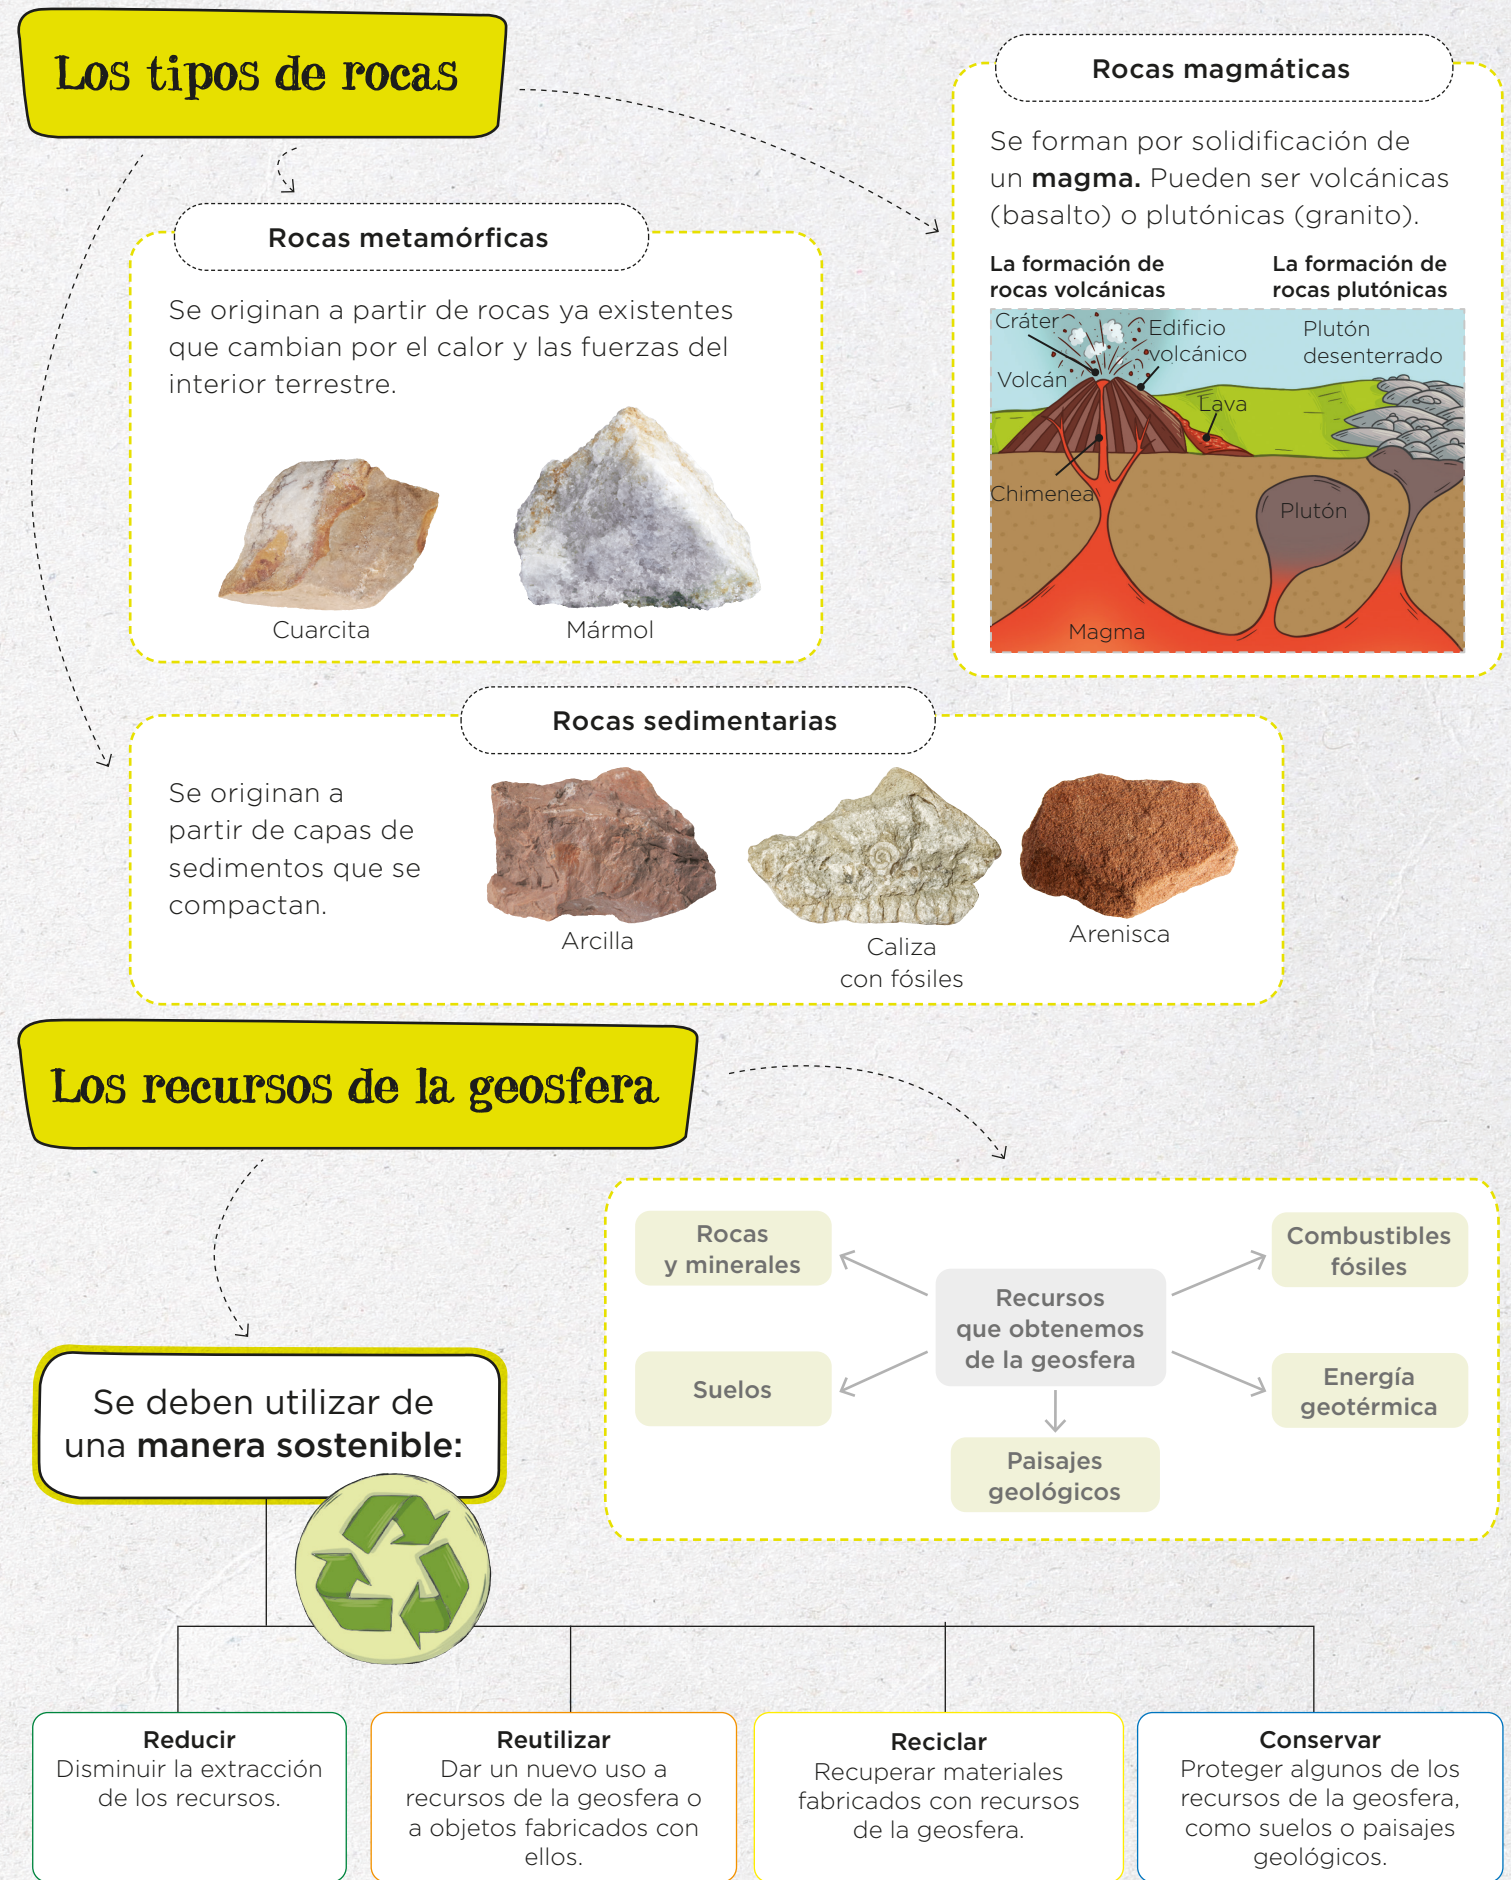 Los tipos de rocas
Rocas magmáticas
Se forman por solidificación de
un magma. Pueden ser volcánicas
(basalto) o plutónicas (granito).
La formación de
rocas volcánicas
La formación de
rocas plutónicas
Cráter
Edificio
volcánico
Plutón
desenterrado
Volcán
Lava
Chimenea
Plutón
Magma
Rocas metamórficas
Se originan a partir de rocas ya existentes
que cambian por el calor y las fuerzas del
interior terrestre.
Cuarcita
Mármol
Rocas sedimentarias
Se originan a
partir de capas de
sedimentos que se
compactan.
Arcilla
Caliza
con fósiles
Arenisca
Los recursos de la geosfera
Rocas
y minerales
Combustibles
fósiles
Recursos
que obtenemos
de la geosfera
Suelos
Energía
geotérmica
Paisajes
geológicos
Se deben utilizar de
una manera sostenible:
Reducir
Disminuir la extracción
de los recursos.
Reutilizar
Dar un nuevo uso a
recursos de la geosfera o
a objetos fabricados con
ellos.
Reciclar
Recuperar materiales
fabricados con recursos
de la geosfera.
Conservar
Proteger algunos de los
recursos de la geosfera,
como suelos o paisajes
geológicos.